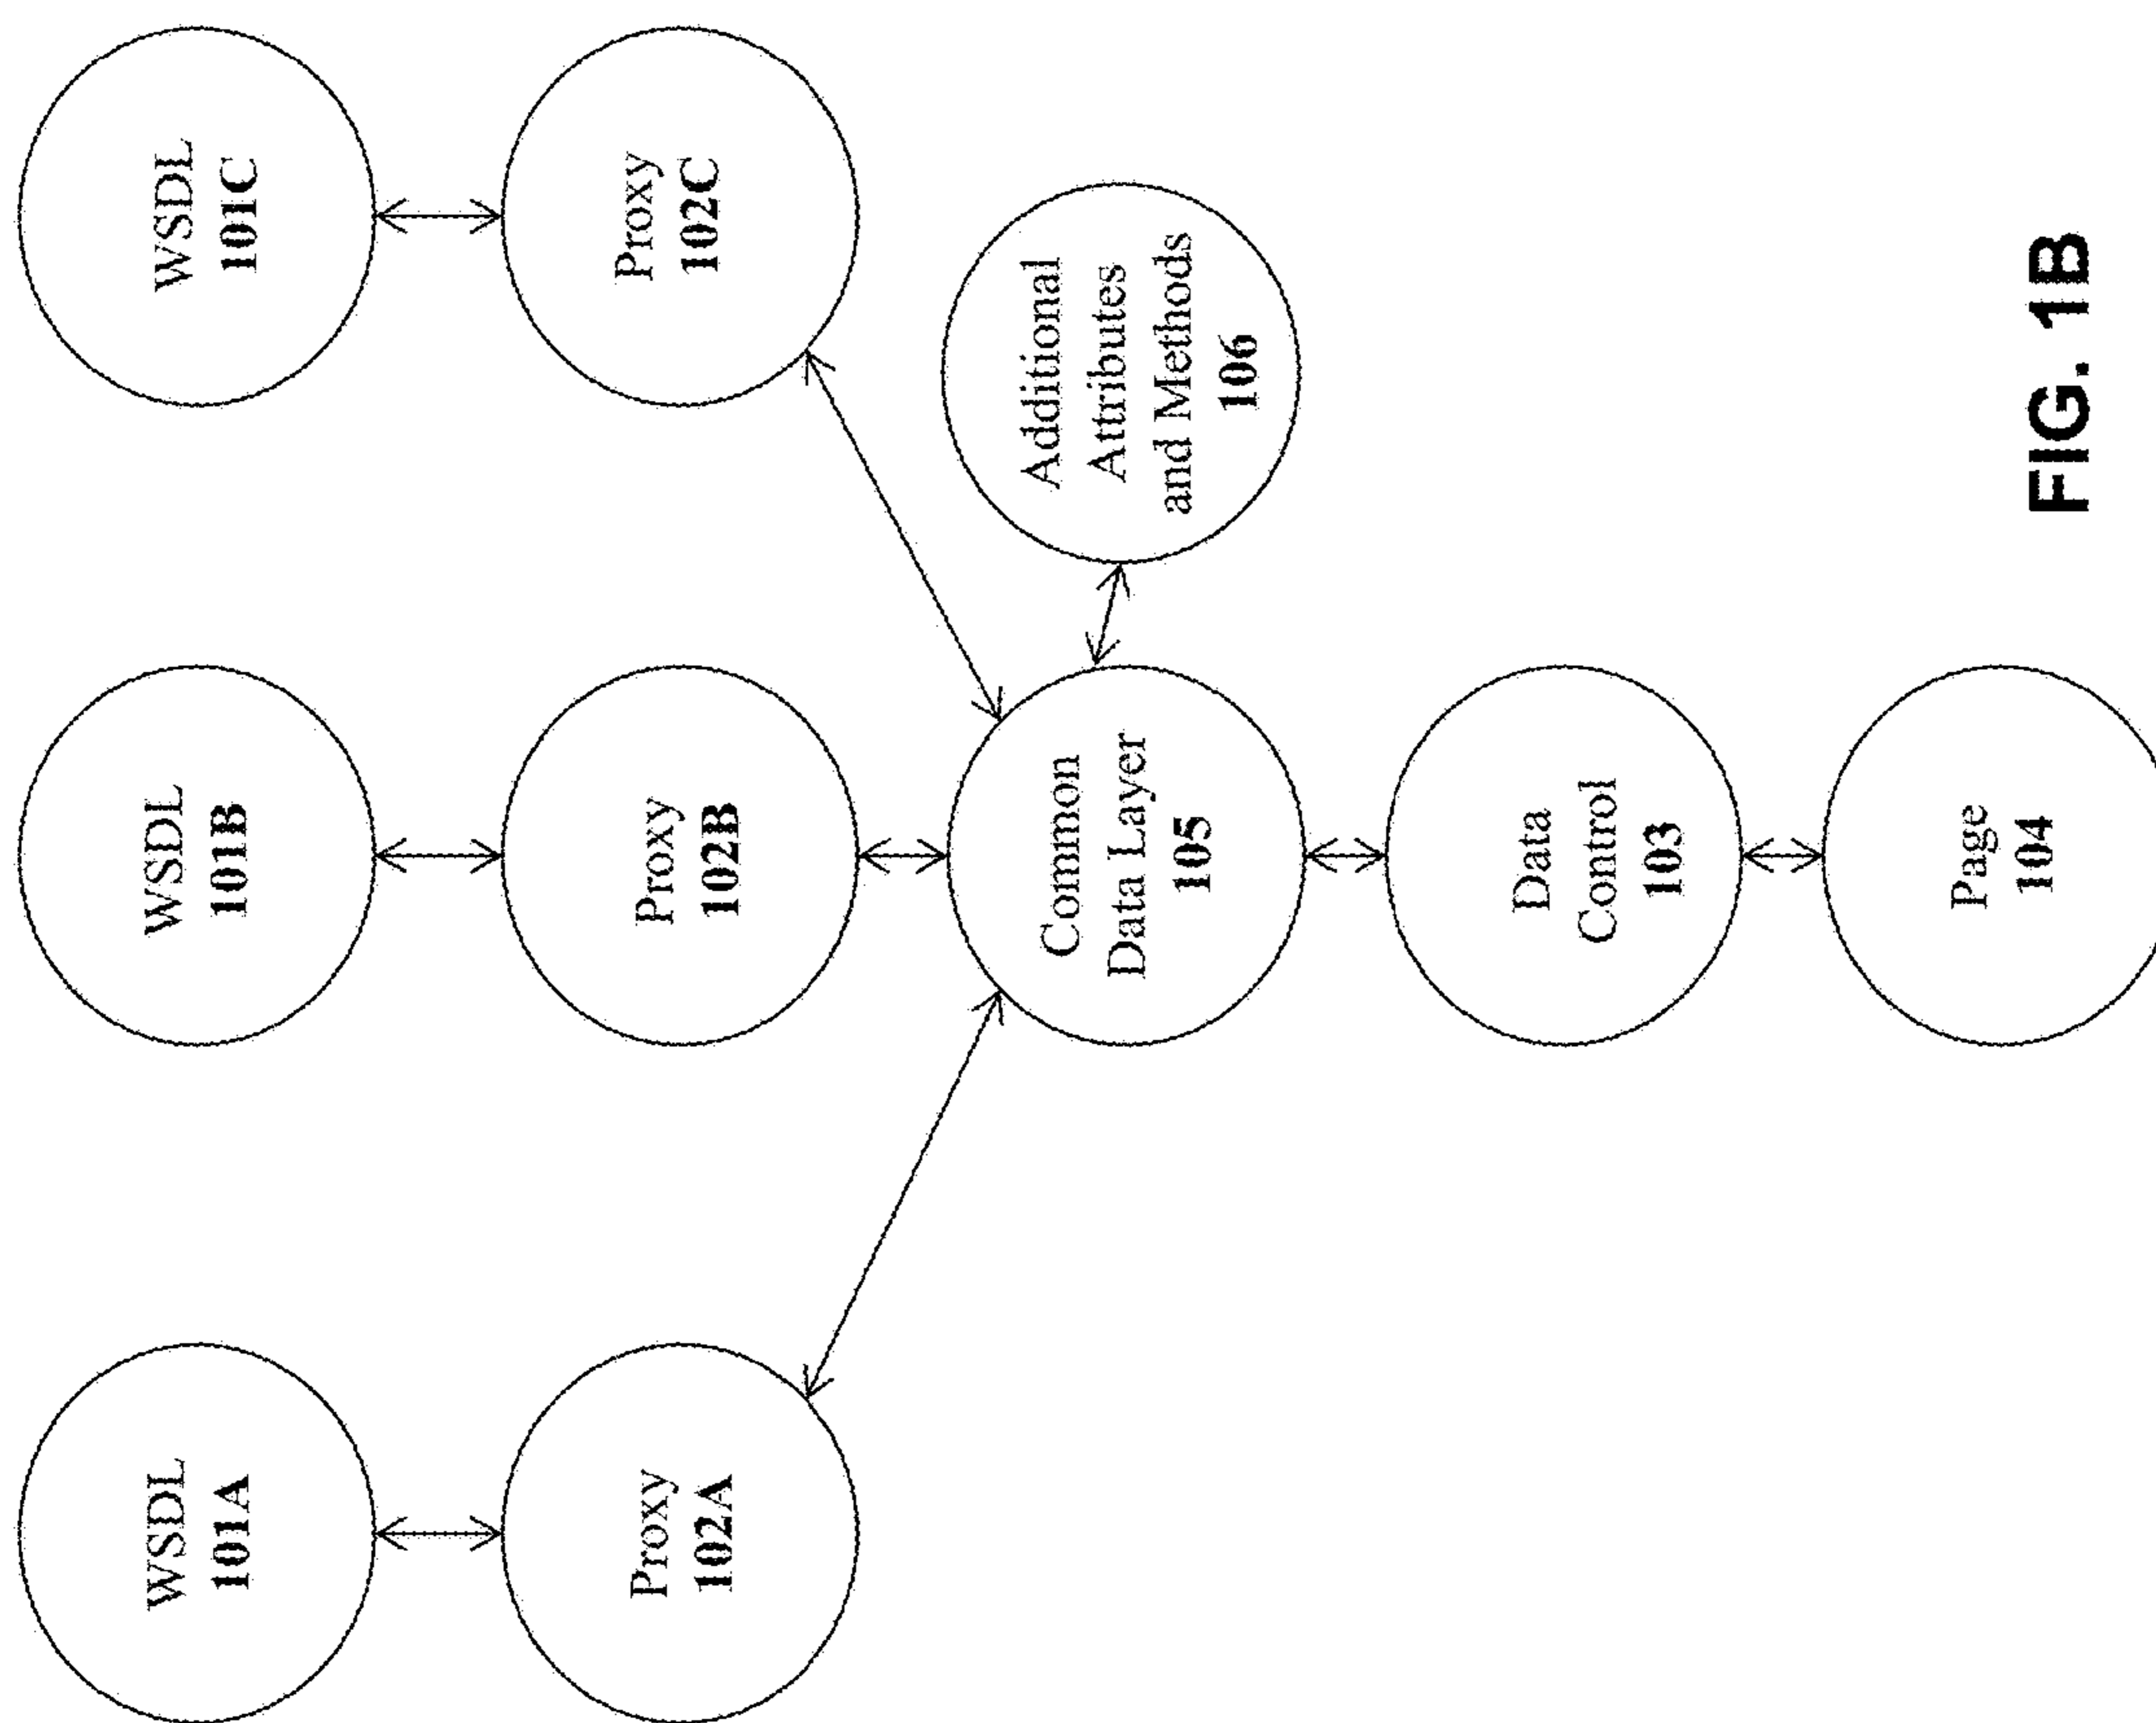 WSDL
101A
WSDL
101B
WSDL
101C
Proxy
102A
Proxy
102B
Proxy
102C
Common
Data Layer
105
Additional
Attributes
and Methods
106
Data
Control
103
Page
104
FIG. 1B